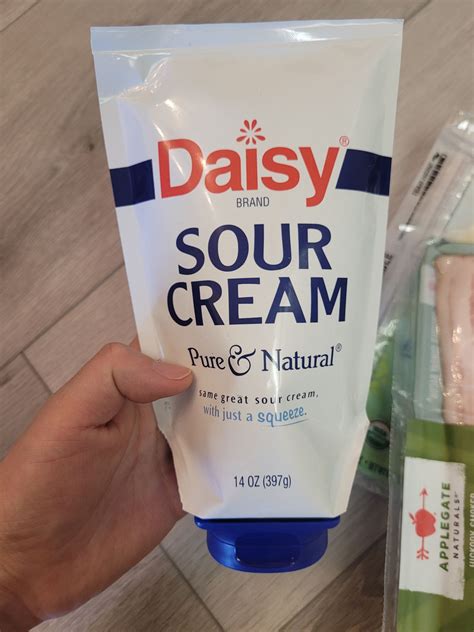 Daisy®
BRAND
SOUR
CREAM
Pure & Natural®
same great sour cream,
with just a squeeze.
14 OZ (397g)
APPLEGATE
NATURALS